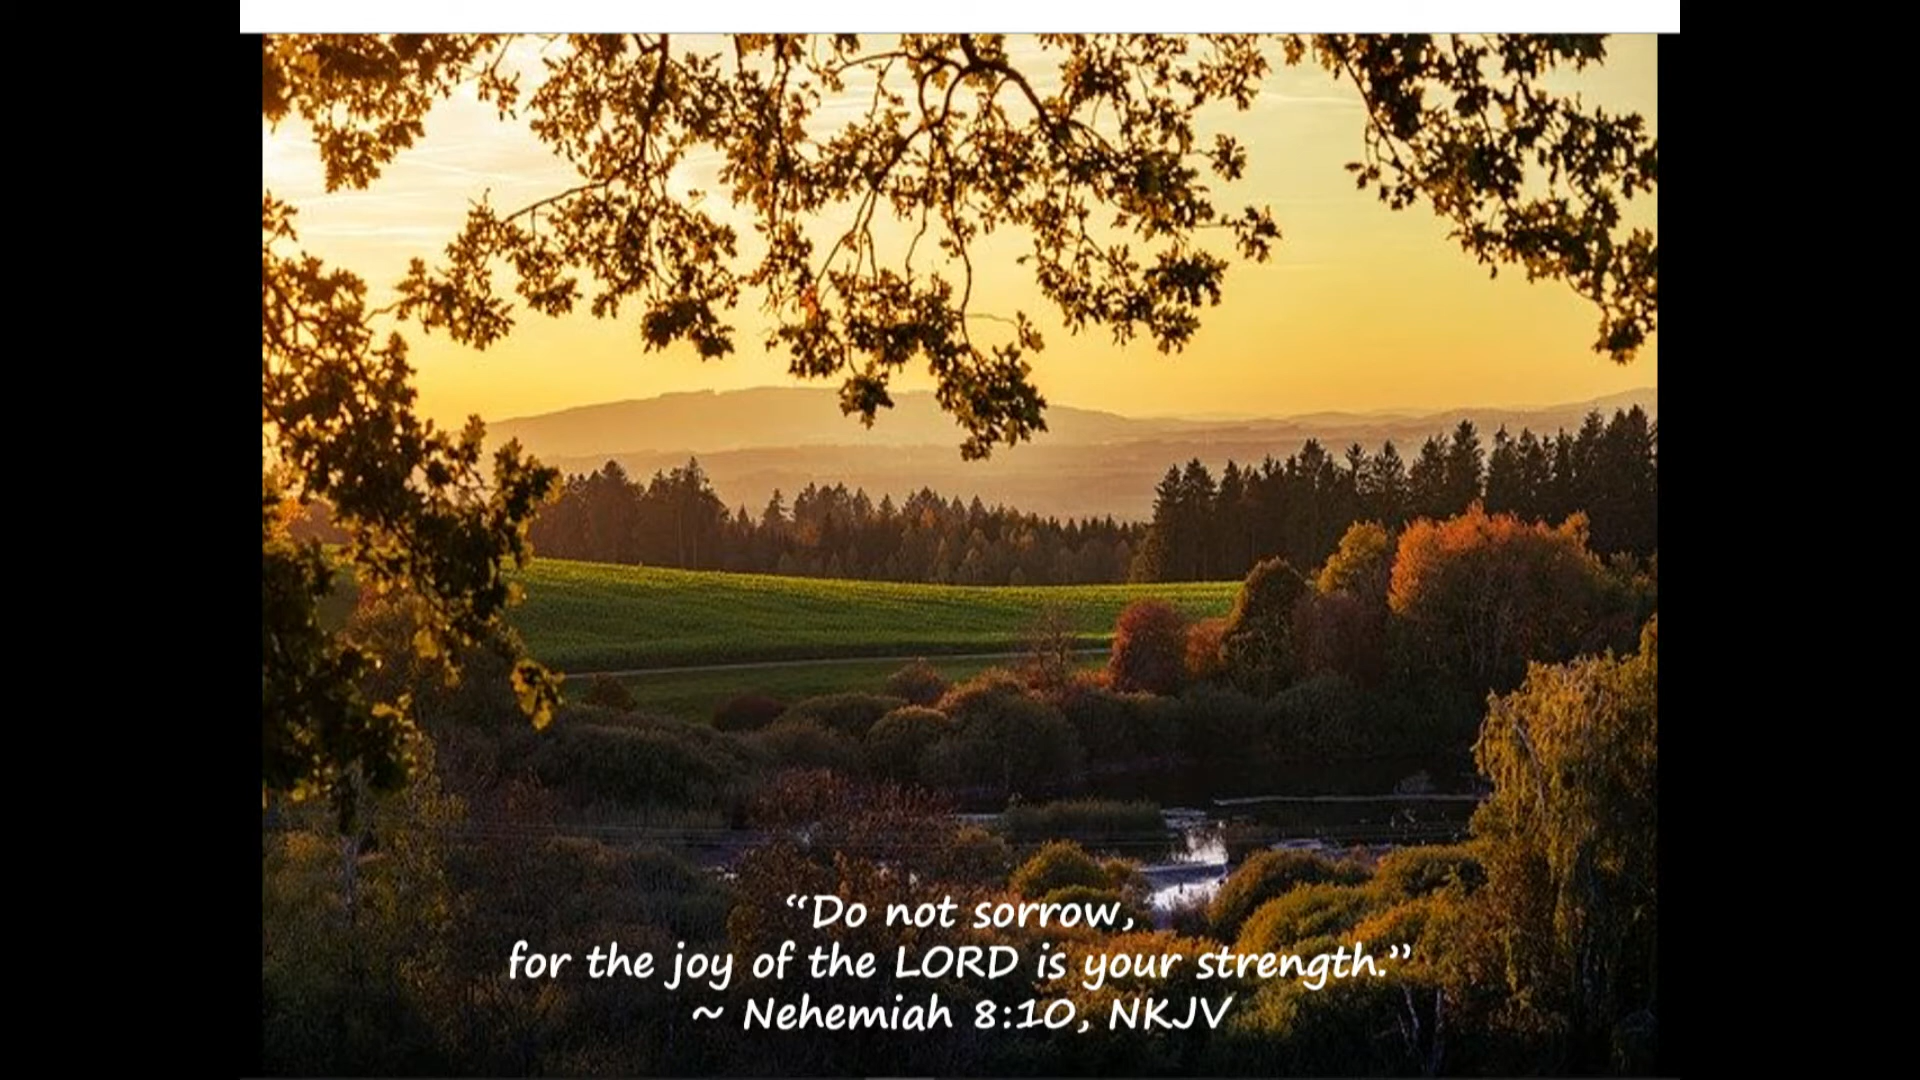 “Do not sorrow,
for the joy of the LORD is your strength.”
~ Nehemiah 8:10, NKJV